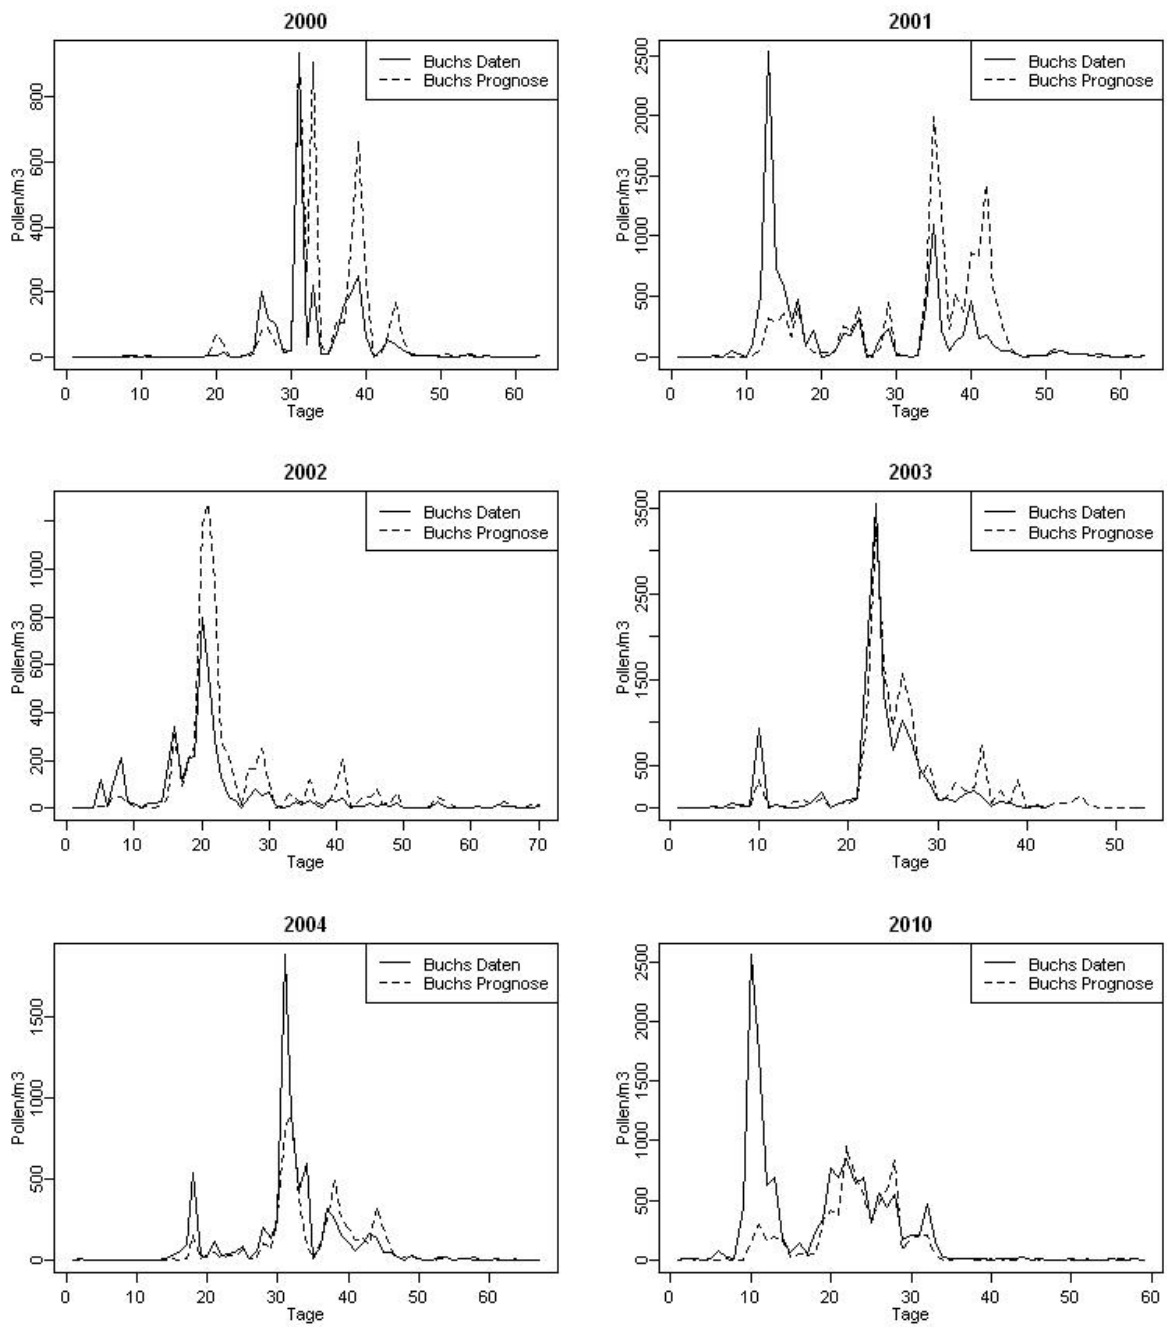 2000
Buchs Daten
Buchs Prognose
Pollen/m3
0 200 400 600 800
0 10 20 30 40 50 60
Tage
2001
Buchs Daten
Buchs Prognose
Pollen/m3
0 500 1000 1500 2000 2500
0 10 20 30 40 50 60
Tage
2002
Buchs Daten
Buchs Prognose
Pollen/m3
0 200 400 600 800 1000
0 10 20 30 40 50 60 70
Tage
2003
Buchs Daten
Buchs Prognose
Pollen/m3
0 500 1500 2500 3500
0 10 20 30 40 50
Tage
2004
Buchs Daten
Buchs Prognose
Pollen/m3
0 500 1000 1500
0 10 20 30 40 50 60
Tage
2010
Buchs Daten
Buchs Prognose
Pollen/m3
0 500 1000 1500 2000 2500
0 10 20 30 40 50 60
Tage